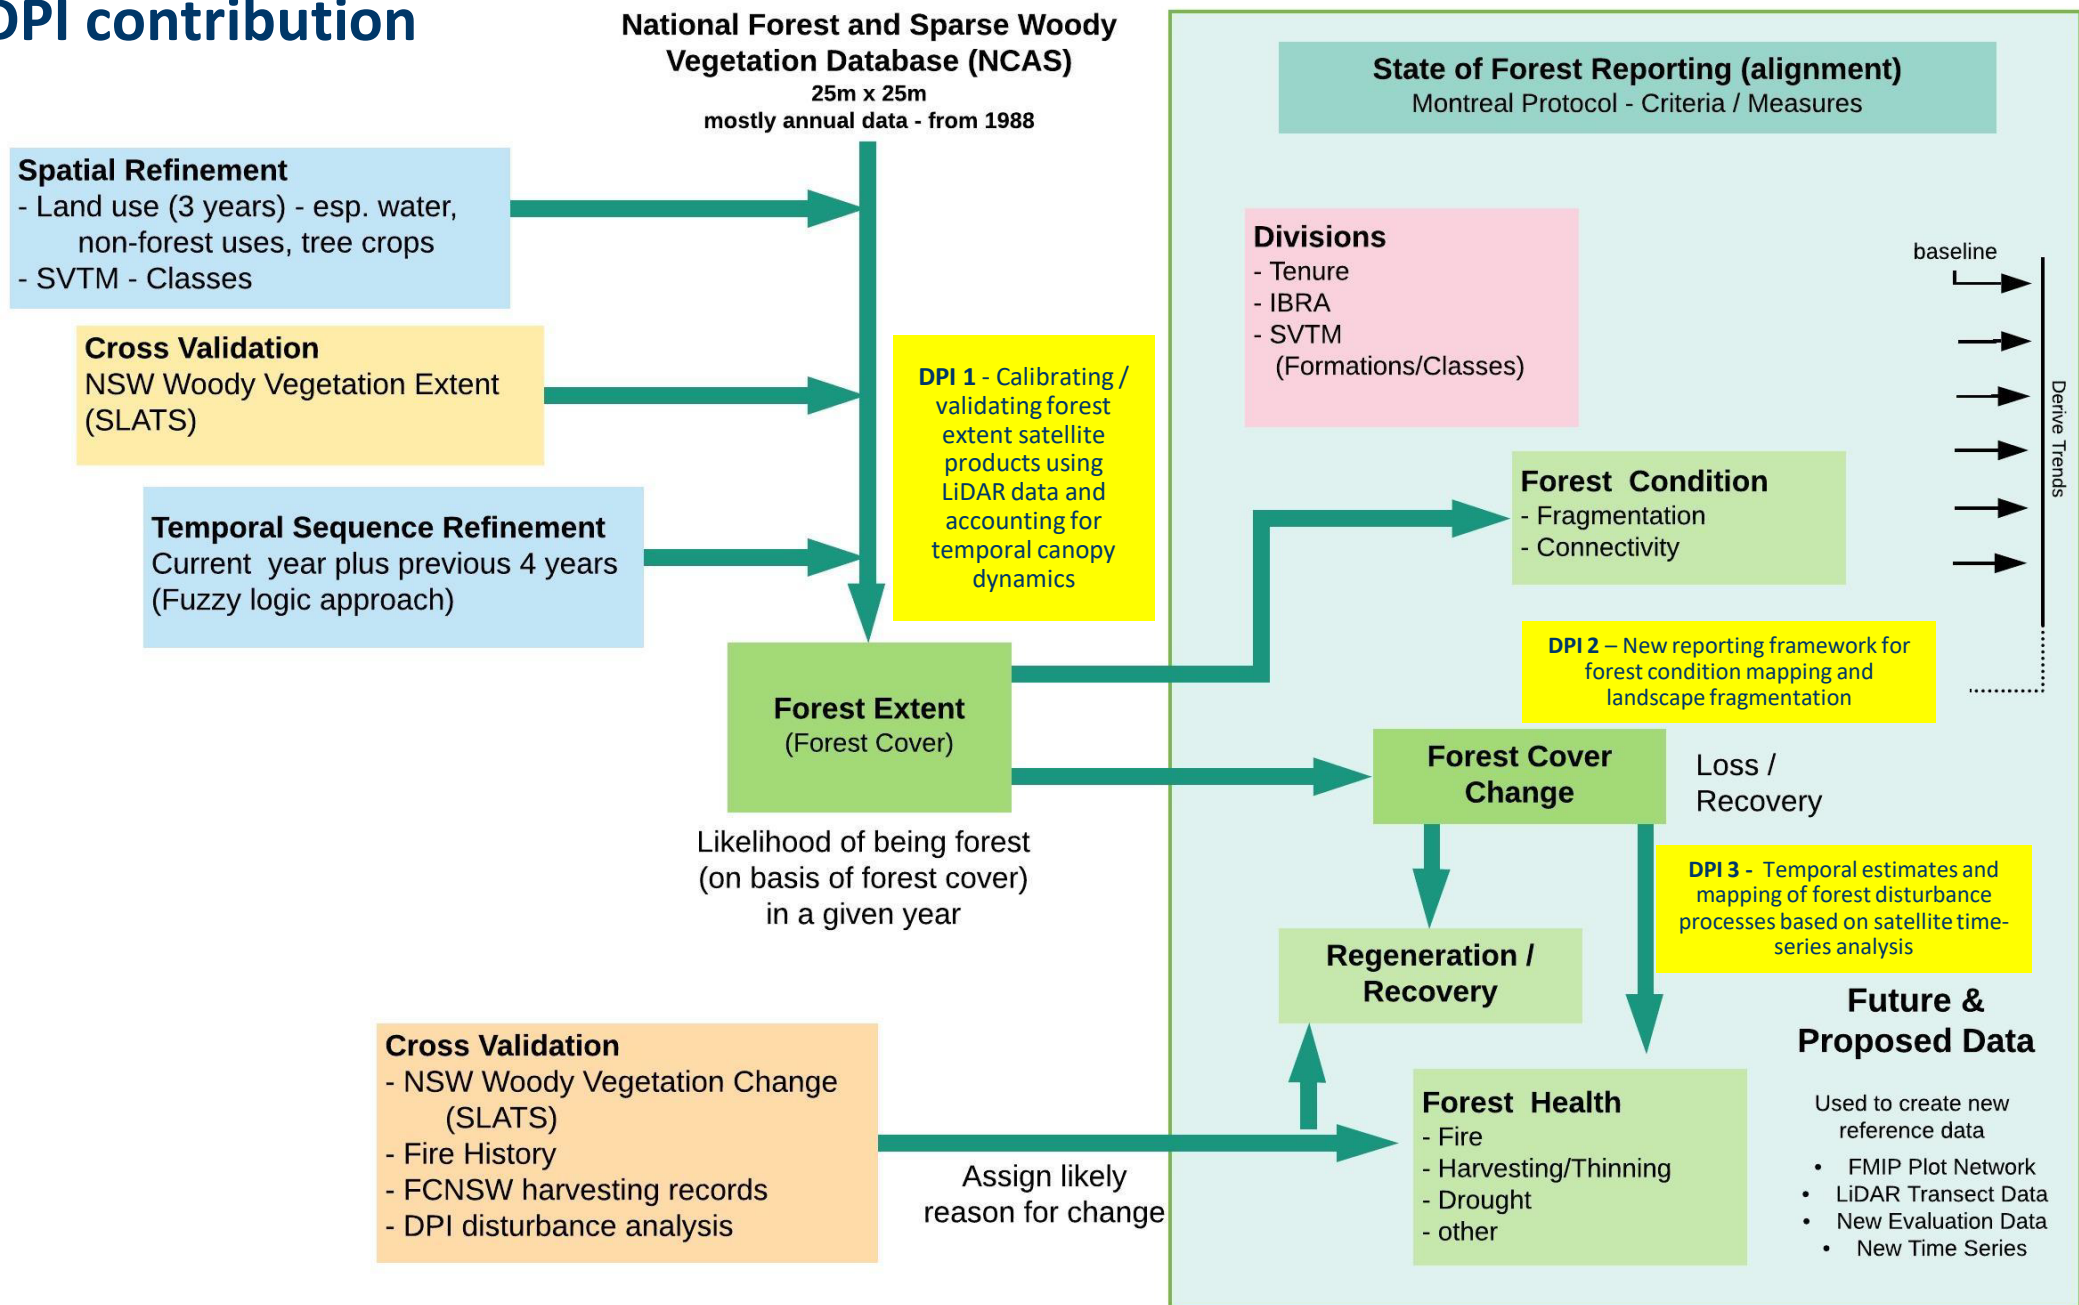 DPI contribution
National Forest and Sparse Woody
Vegetation Database (NCAS)
25m x 25m
mostly annual data - from 1988
Spatial Refinement
- Land use (3 years) - esp. water,
non-forest uses, tree crops
- SVTM - Classes
Cross Validation
NSW Woody Vegetation Extent
(SLATS)
Temporal Sequence Refinement
Current year plus previous 4 years
(Fuzzy logic approach)
DPI 1 - Calibrating /
validating forest
extent satellite
products using
LiDAR data and
accounting for
temporal canopy
dynamics
Forest Extent
(Forest Cover)
Likelihood of being forest
(on basis of forest cover)
in a given year
Cross Validation
- NSW Woody Vegetation Change
(SLATS)
- Fire History
- FCNSW harvesting records
- DPI disturbance analysis
Assign likely
reason for change
State of Forest Reporting (alignment)
Montreal Protocol - Criteria / Measures
Divisions
- Tenure
- IBRA
- SVTM
(Formations/Classes)
baseline
Derive Trends
Forest Condition
- Fragmentation
- Connectivity
DPI 2 – New reporting framework for
forest condition mapping and
landscape fragmentation
Forest Cover
Change
Loss /
Recovery
DPI 3 - Temporal estimates and
mapping of forest disturbance
processes based on satellite time-
series analysis
Regeneration /
Recovery
Forest Health
- Fire
- Harvesting/Thinning
- Drought
- other
Future &
Proposed Data
Used to create new
reference data
• FMIP Plot Network
• LiDAR Transect Data
• New Evaluation Data
• New Time Series